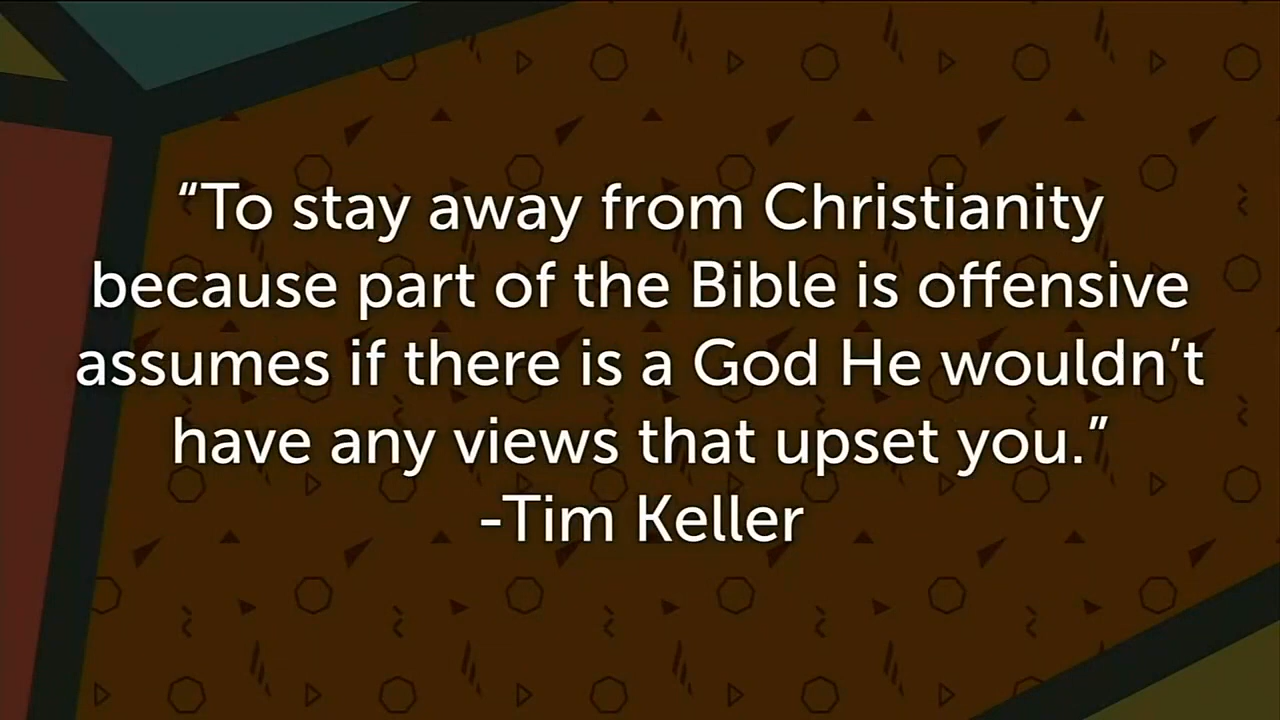 “To stay away from Christianity
because part of the Bible is offensive
assumes if there is a God He wouldn’t
have any views that upset you.”
-Tim Keller